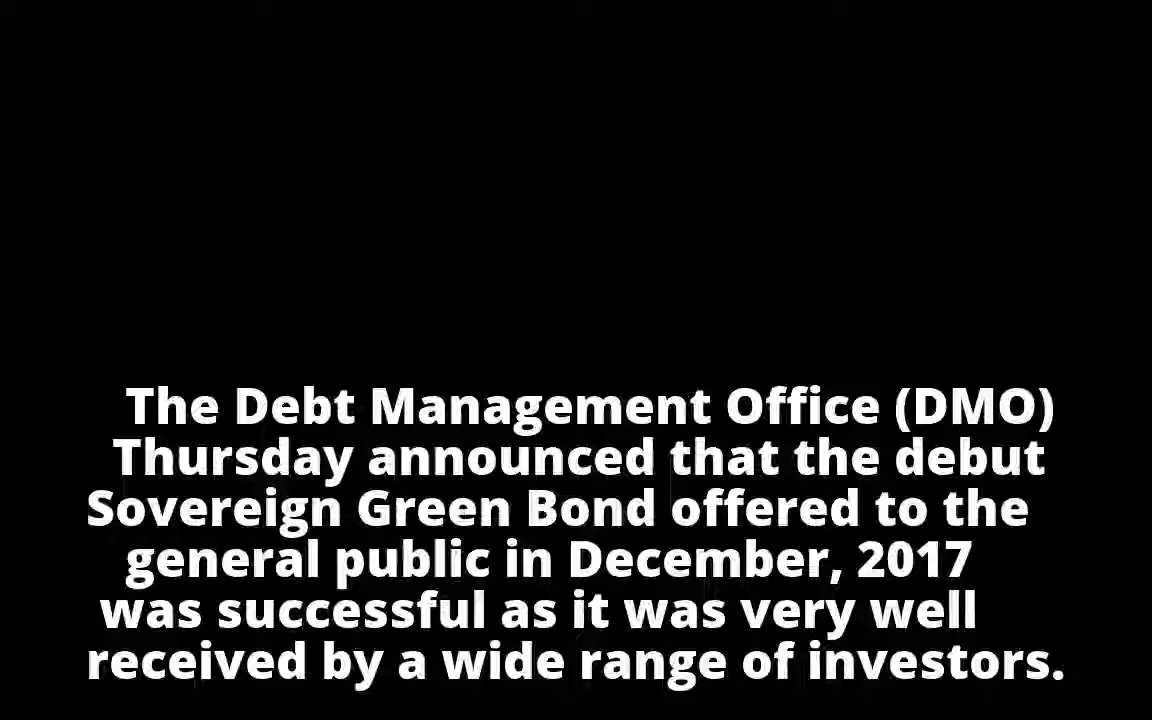 The Debt Management Office (DMO)
Thursday announced that the debut
Sovereign Green Bond offered to the
general public in December, 2017
was successful as it was very well
received by a wide range of investors.